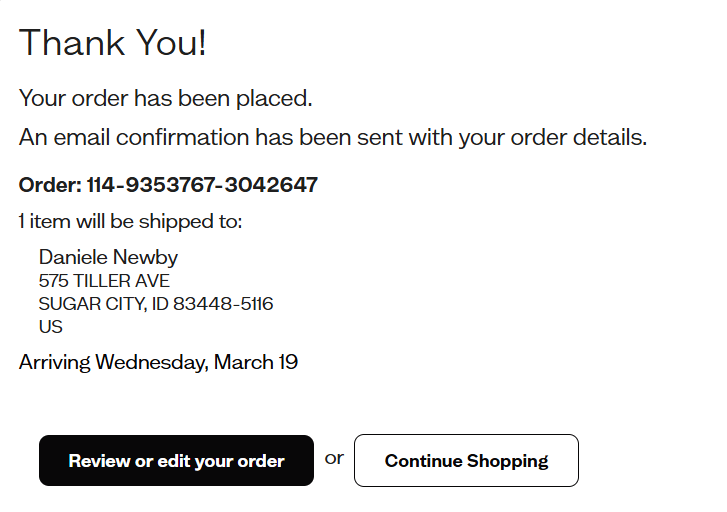 Thank You!
Your order has been placed.
An email confirmation has been sent with your order details.
Order: 114-9353767-3042647
1 item will be shipped to:
Daniele Newby
575 TILLER AVE
SUGAR CITY, ID 83448-5116
US
Arriving Wednesday, March 19
Review or edit your order or Continue Shopping